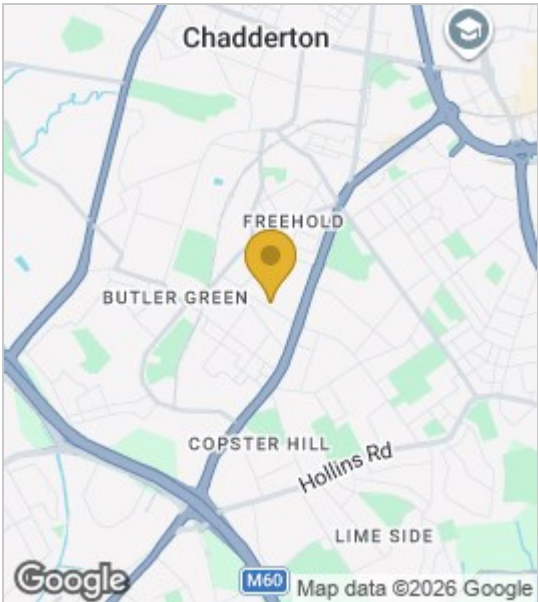 Chadderton
FREEHOLD
BUTLER GREEN
COPSTER HILL
Hollins Rd
LIME SIDE
Google
M60
Map data ©2026 Google